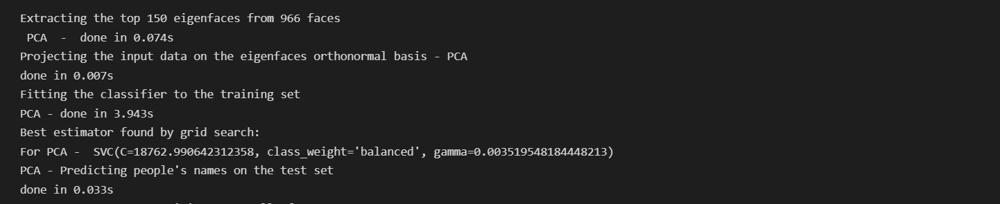 Extracting the top 150 eigenfaces from 966 faces
PCA - done in 0.074s
Projecting the input data on the eigenfaces orthonormal basis - PCA
done in 0.007s
Fitting the classifier to the training set
PCA - done in 3.943s
Best estimator found by grid search:
For PCA - SVC(C=18762.990642312358, class_weight='balanced', gamma=0.003519548184448213)
PCA - Predicting people's names on the test set
done in 0.033s